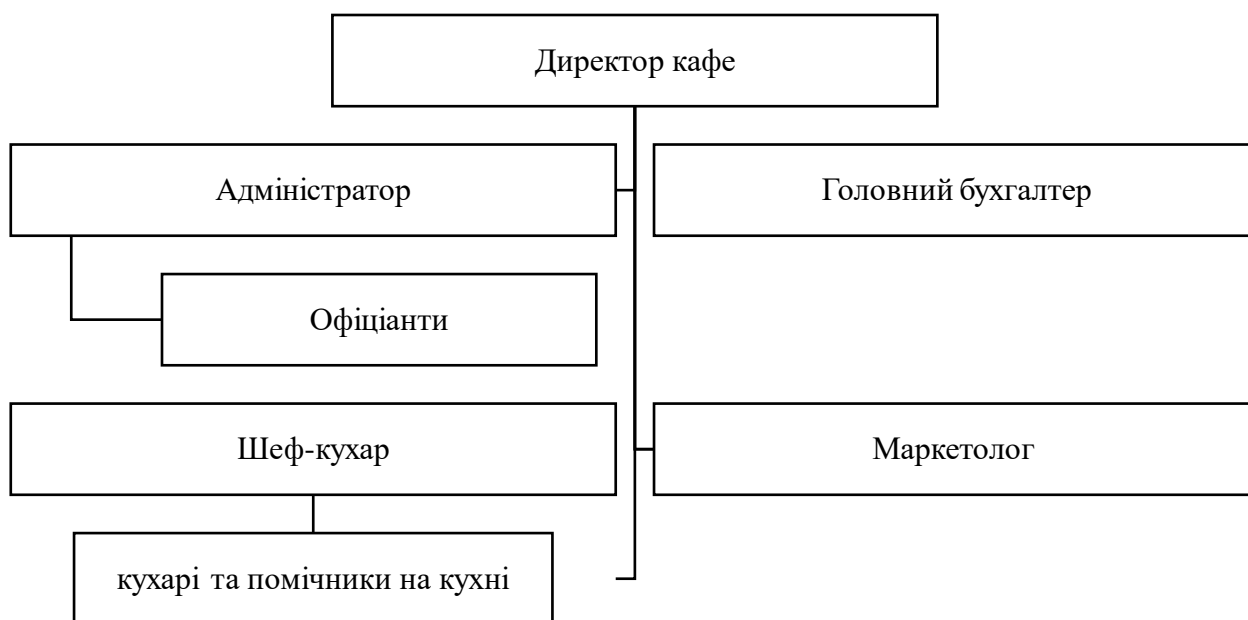 Директор кафе
Адміністратор
Головний бухгалтер
Офіціанти
Шеф-кухар
Маркетолог
кухарі та помічники на кухні